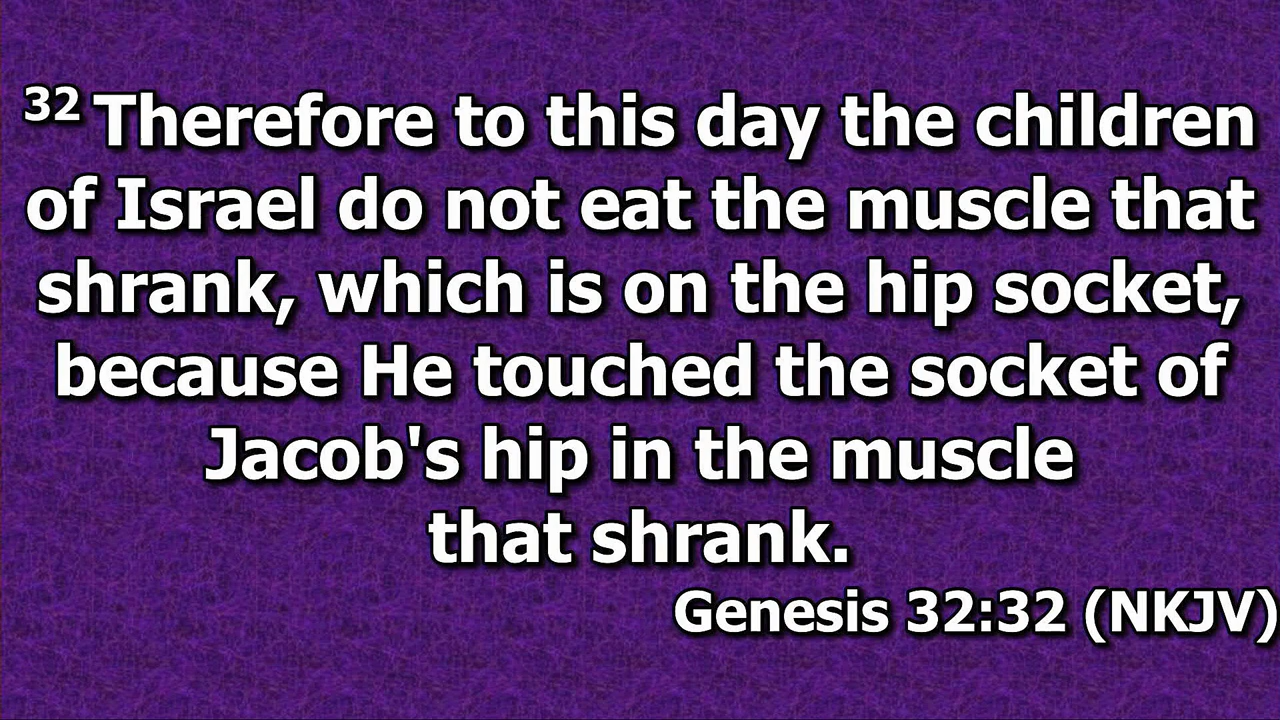 32 Therefore to this day the children
of Israel do not eat the muscle that
shrank, which is on the hip socket,
because He touched the socket of
Jacob's hip in the muscle
that shrank.
Genesis 32:32 (NKJV)